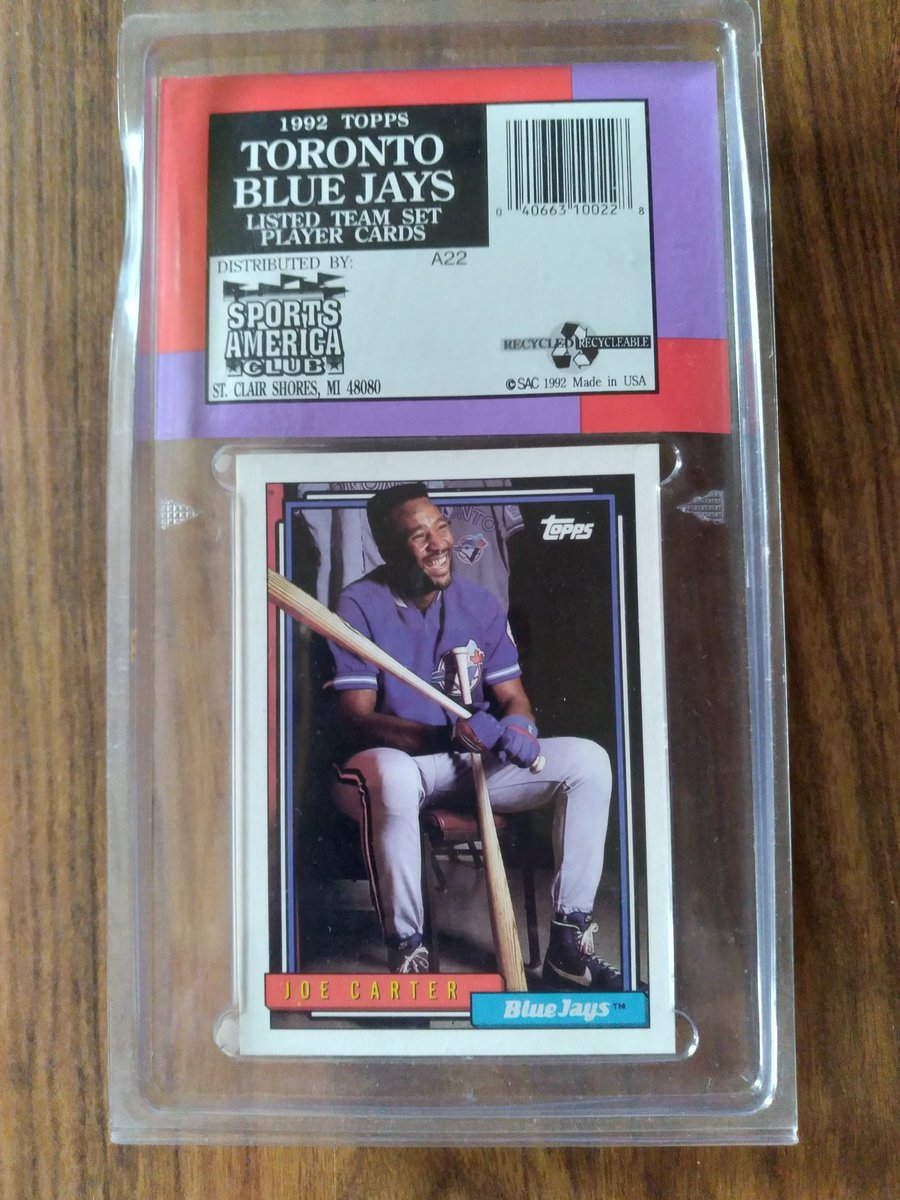 1992 TOPPS
TORONTO
BLUE JAYS
LISTED TEAM SET
PLAYER CARDS
0 40663 10022 8
DISTRIBUTED BY: A22
SPORTS
AMERICA
CLUB
ST. CLAIR SHORES, MI 48080
RECYCLED RECYCLEABLE
©SAC 1992 Made in USA
TOPPS
JOE CARTER
Blue Jays™